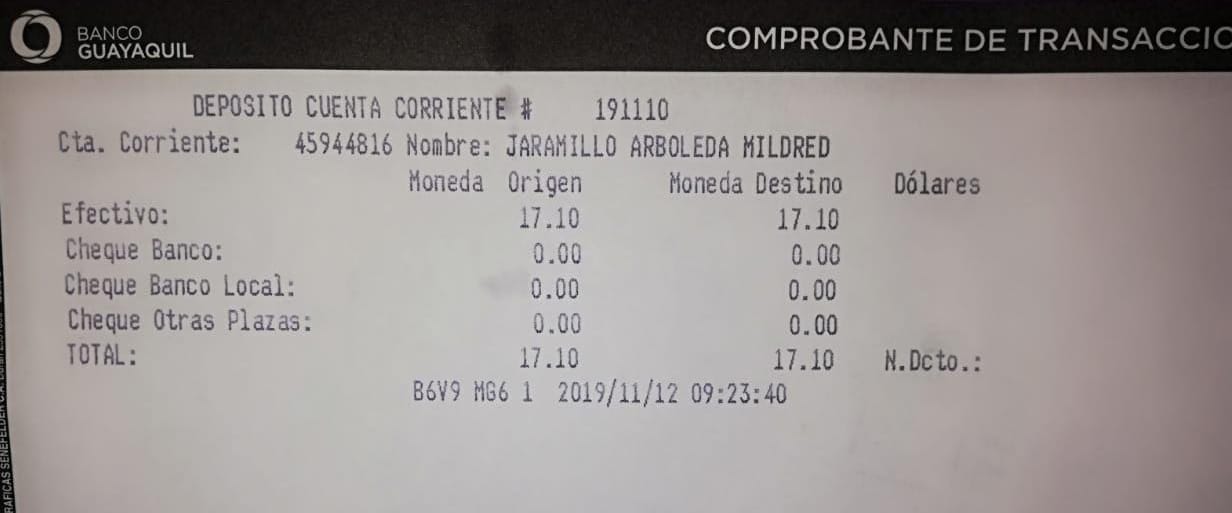 BANCO
GUAYAQUIL
COMPROBANTE DE TRANSACCIO
DEPOSITO CUENTA CORRIENTE # 191110
Cta. Corriente: 45944816 Nombre: JARAMILLO ARBOLEDA MILDRED
Moneda Origen Moneda Destino Dólares
Efectivo: 17.10 17.10
Cheque Banco: 0.00 0.00
Cheque Banco Local: 0.00 0.00
Cheque Otras Plazas: 0.00 0.00
TOTAL: 17.10 17.10 N.Dcto.:
B6V9 MG6 1 2019/11/12 09:23:40
RAFICAS SENEFELDER C.A.